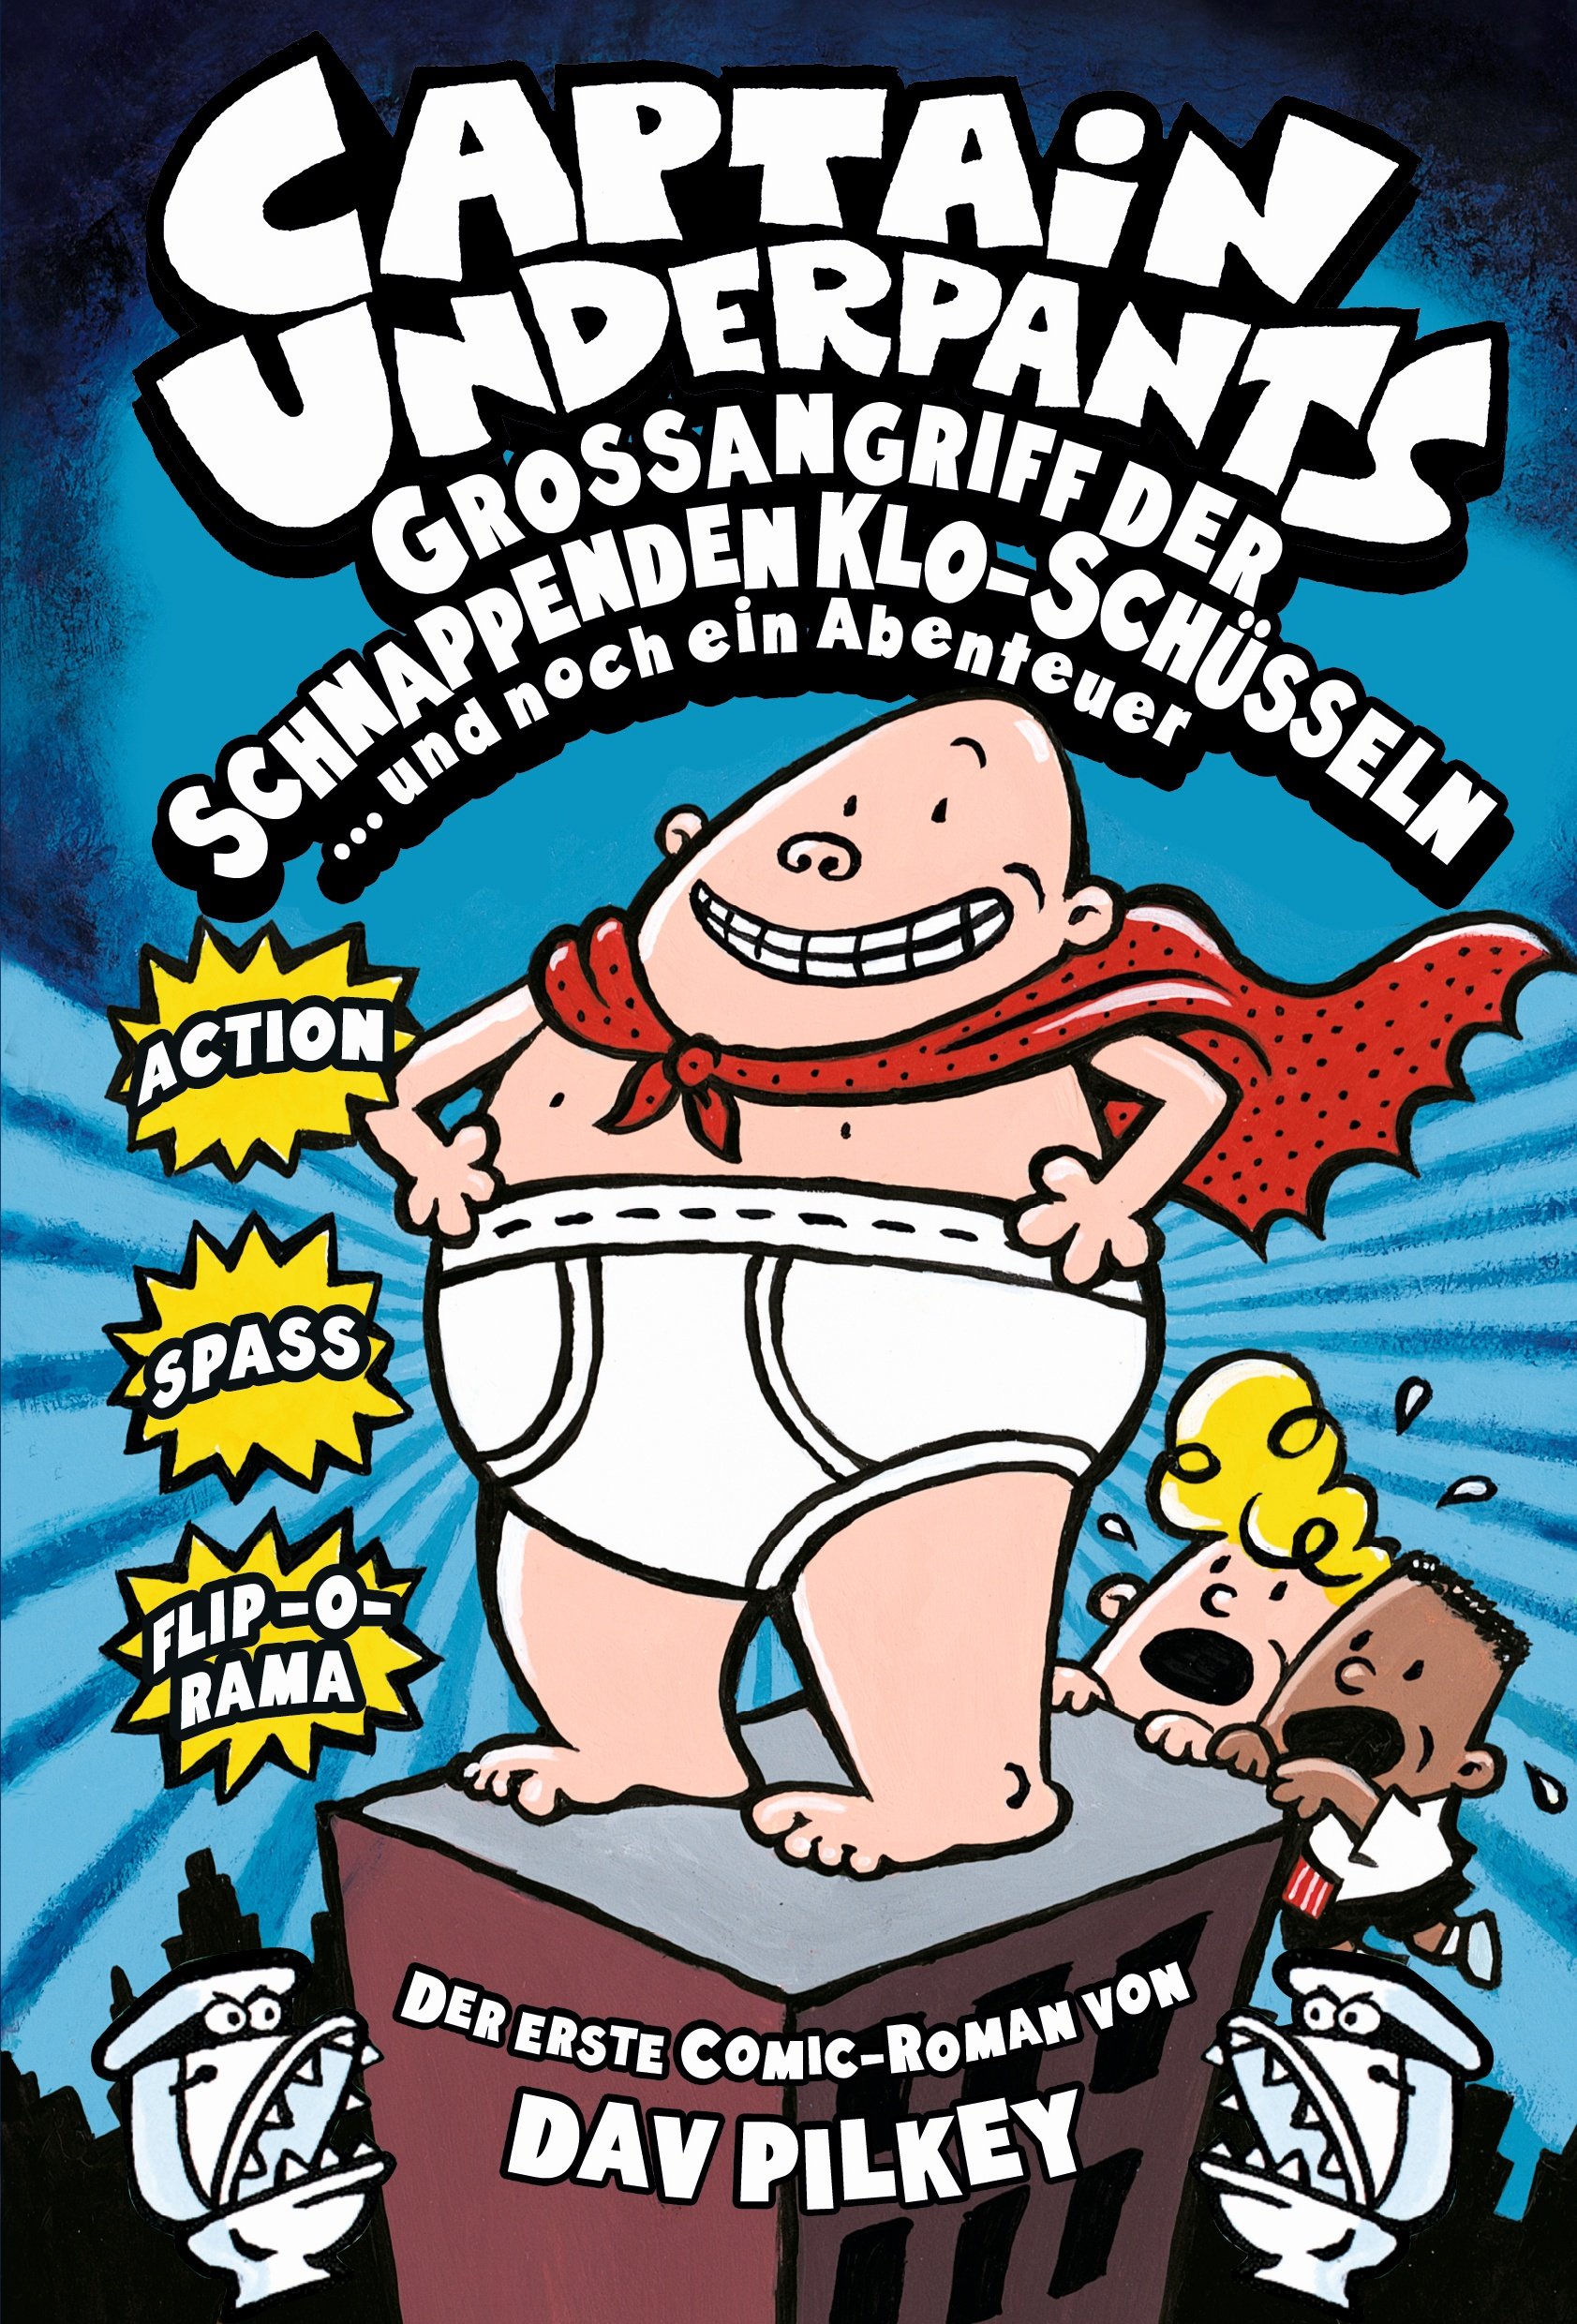 CAPTAiN
UNDERPANTS
GROSSANGRIFF DER
SCHNAPPENDEN KLO-SCHÜSSELN
... und noch ein Abenteuer
ACTION
SPASS
FLIP-O-
RAMA
DER ERSTE COMIC-ROMAN VON
DAV PILKEY